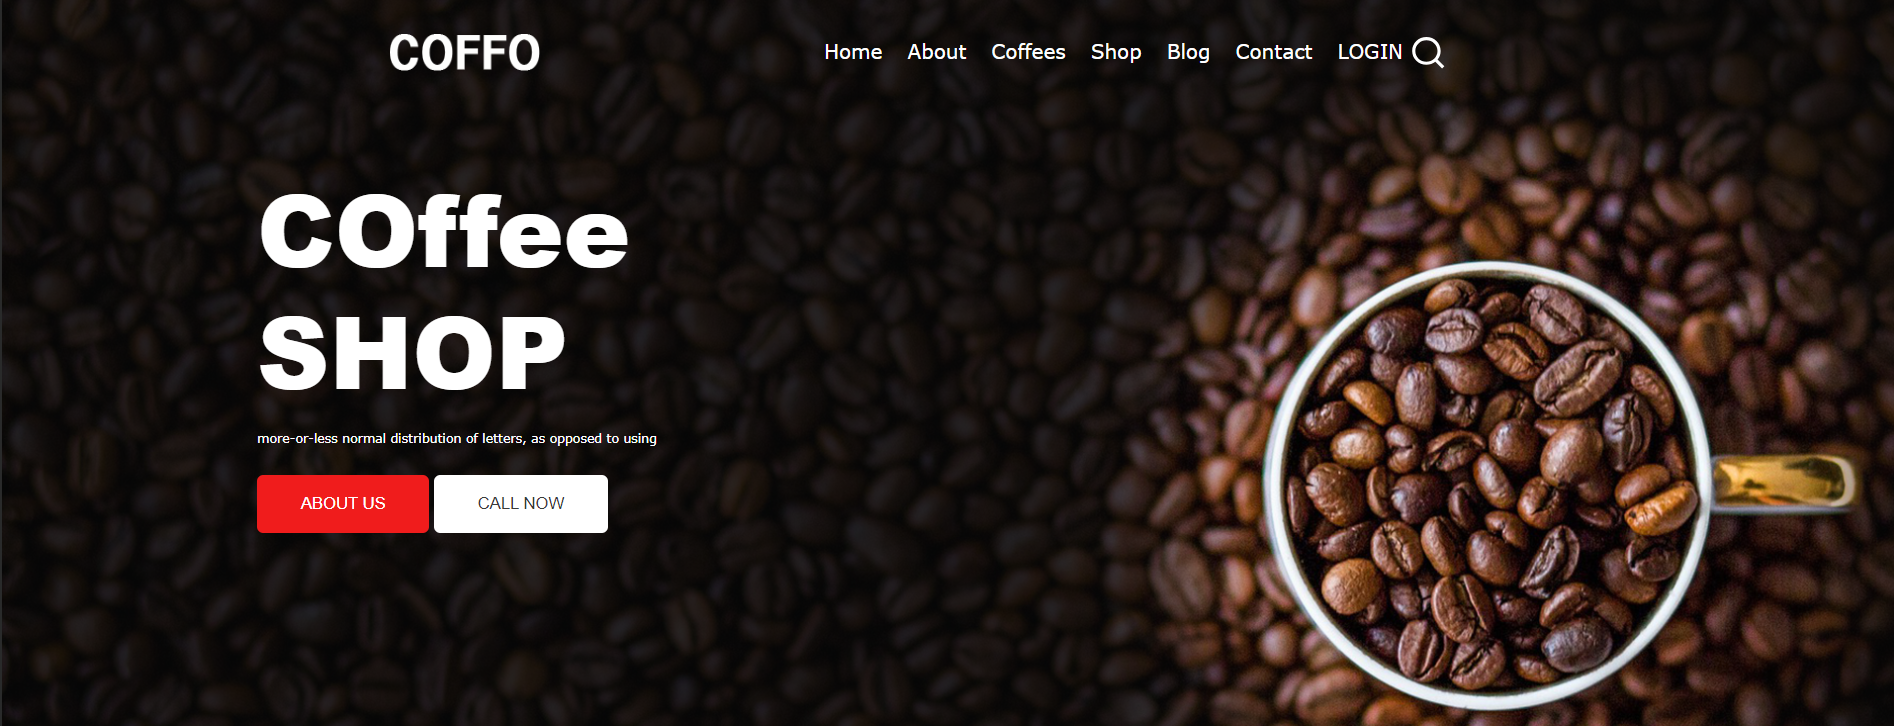 COFFO
Home About Coffees Shop Blog Contact LOGIN
COffee
SHOP
more-or-less normal distribution of letters, as opposed to using
ABOUT US CALL NOW